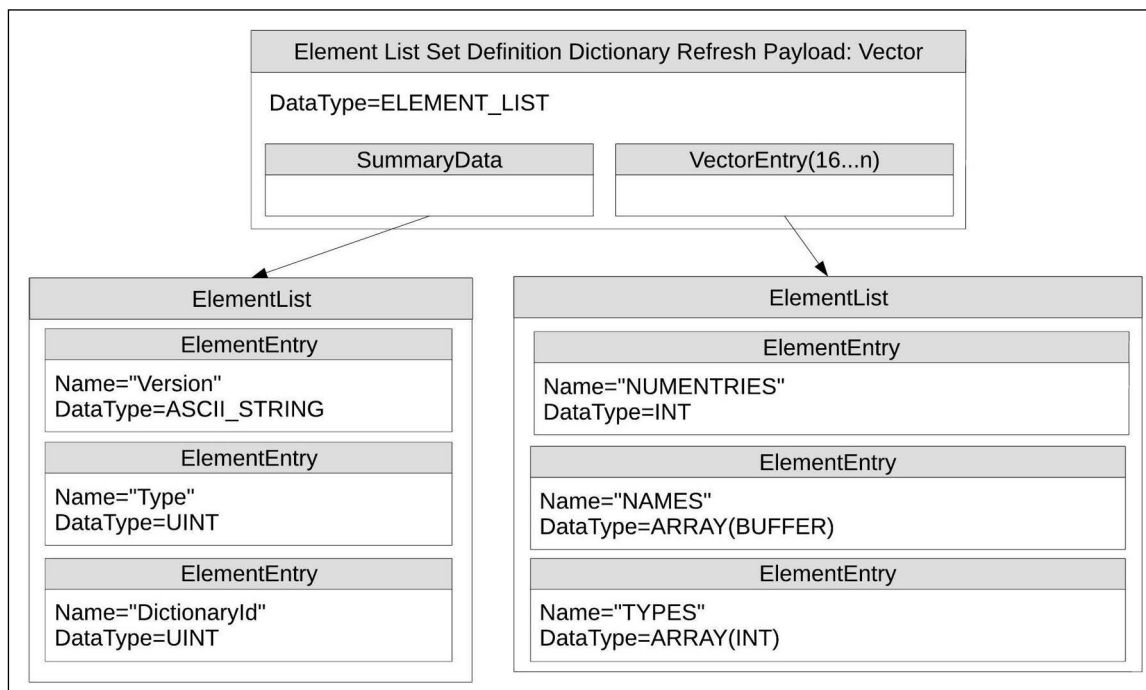 Element List Set Definition Dictionary Refresh Payload: Vector
DataType=ELEMENT_LIST
SummaryData
VectorEntry(16...n)
ElementList
ElementEntry
Name="Version"
DataType=ASCII_STRING
ElementEntry
Name="Type"
DataType=UINT
ElementEntry
Name="DictionaryId"
DataType=UINT
ElementList
ElementEntry
Name="NUMENTRIES"
DataType=INT
ElementEntry
Name="NAMES"
DataType=ARRAY(BUFFER)
ElementEntry
Name="TYPES"
DataType=ARRAY(INT)